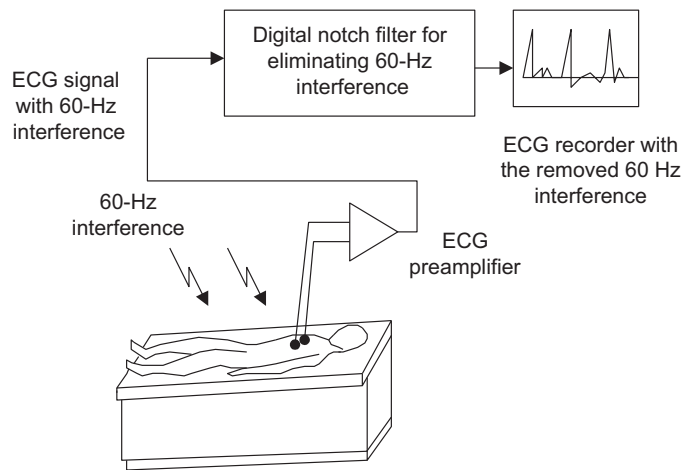 Digital notch filter for
eliminating 60-Hz
interference
ECG signal
with 60-Hz
interference
ECG recorder with
the removed 60 Hz
interference
60-Hz
interference
ECG
preamplifier